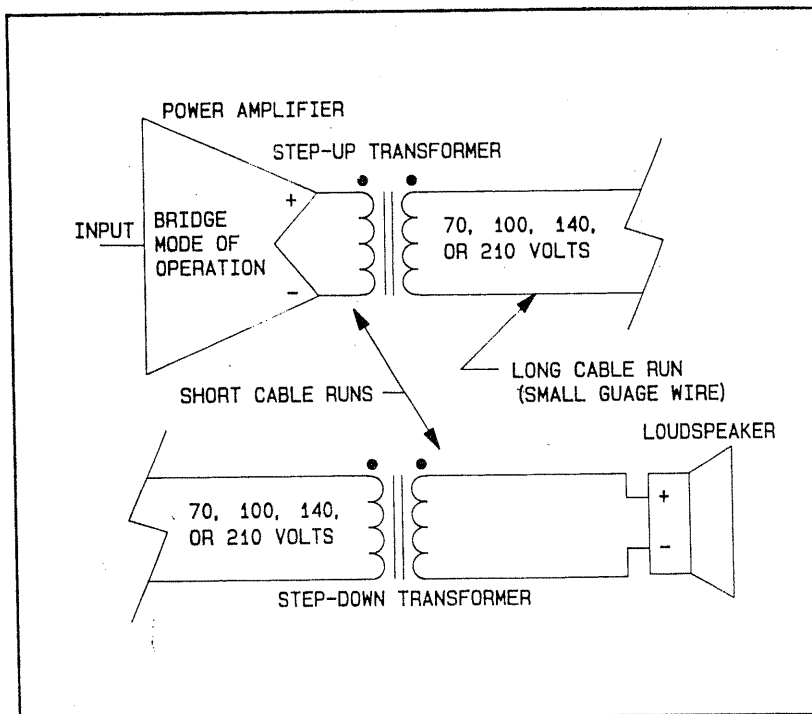 POWER AMPLIFIER
STEP-UP TRANSFORMER
INPUT
BRIDGE
MODE OF
OPERATION
+
-
70, 100, 140,
OR 210 VOLTS
SHORT CABLE RUNS
LONG CABLE RUN
(SMALL GUAGE WIRE)
LOUDSPEAKER
70, 100, 140,
OR 210 VOLTS
+
-
STEP-DOWN TRANSFORMER